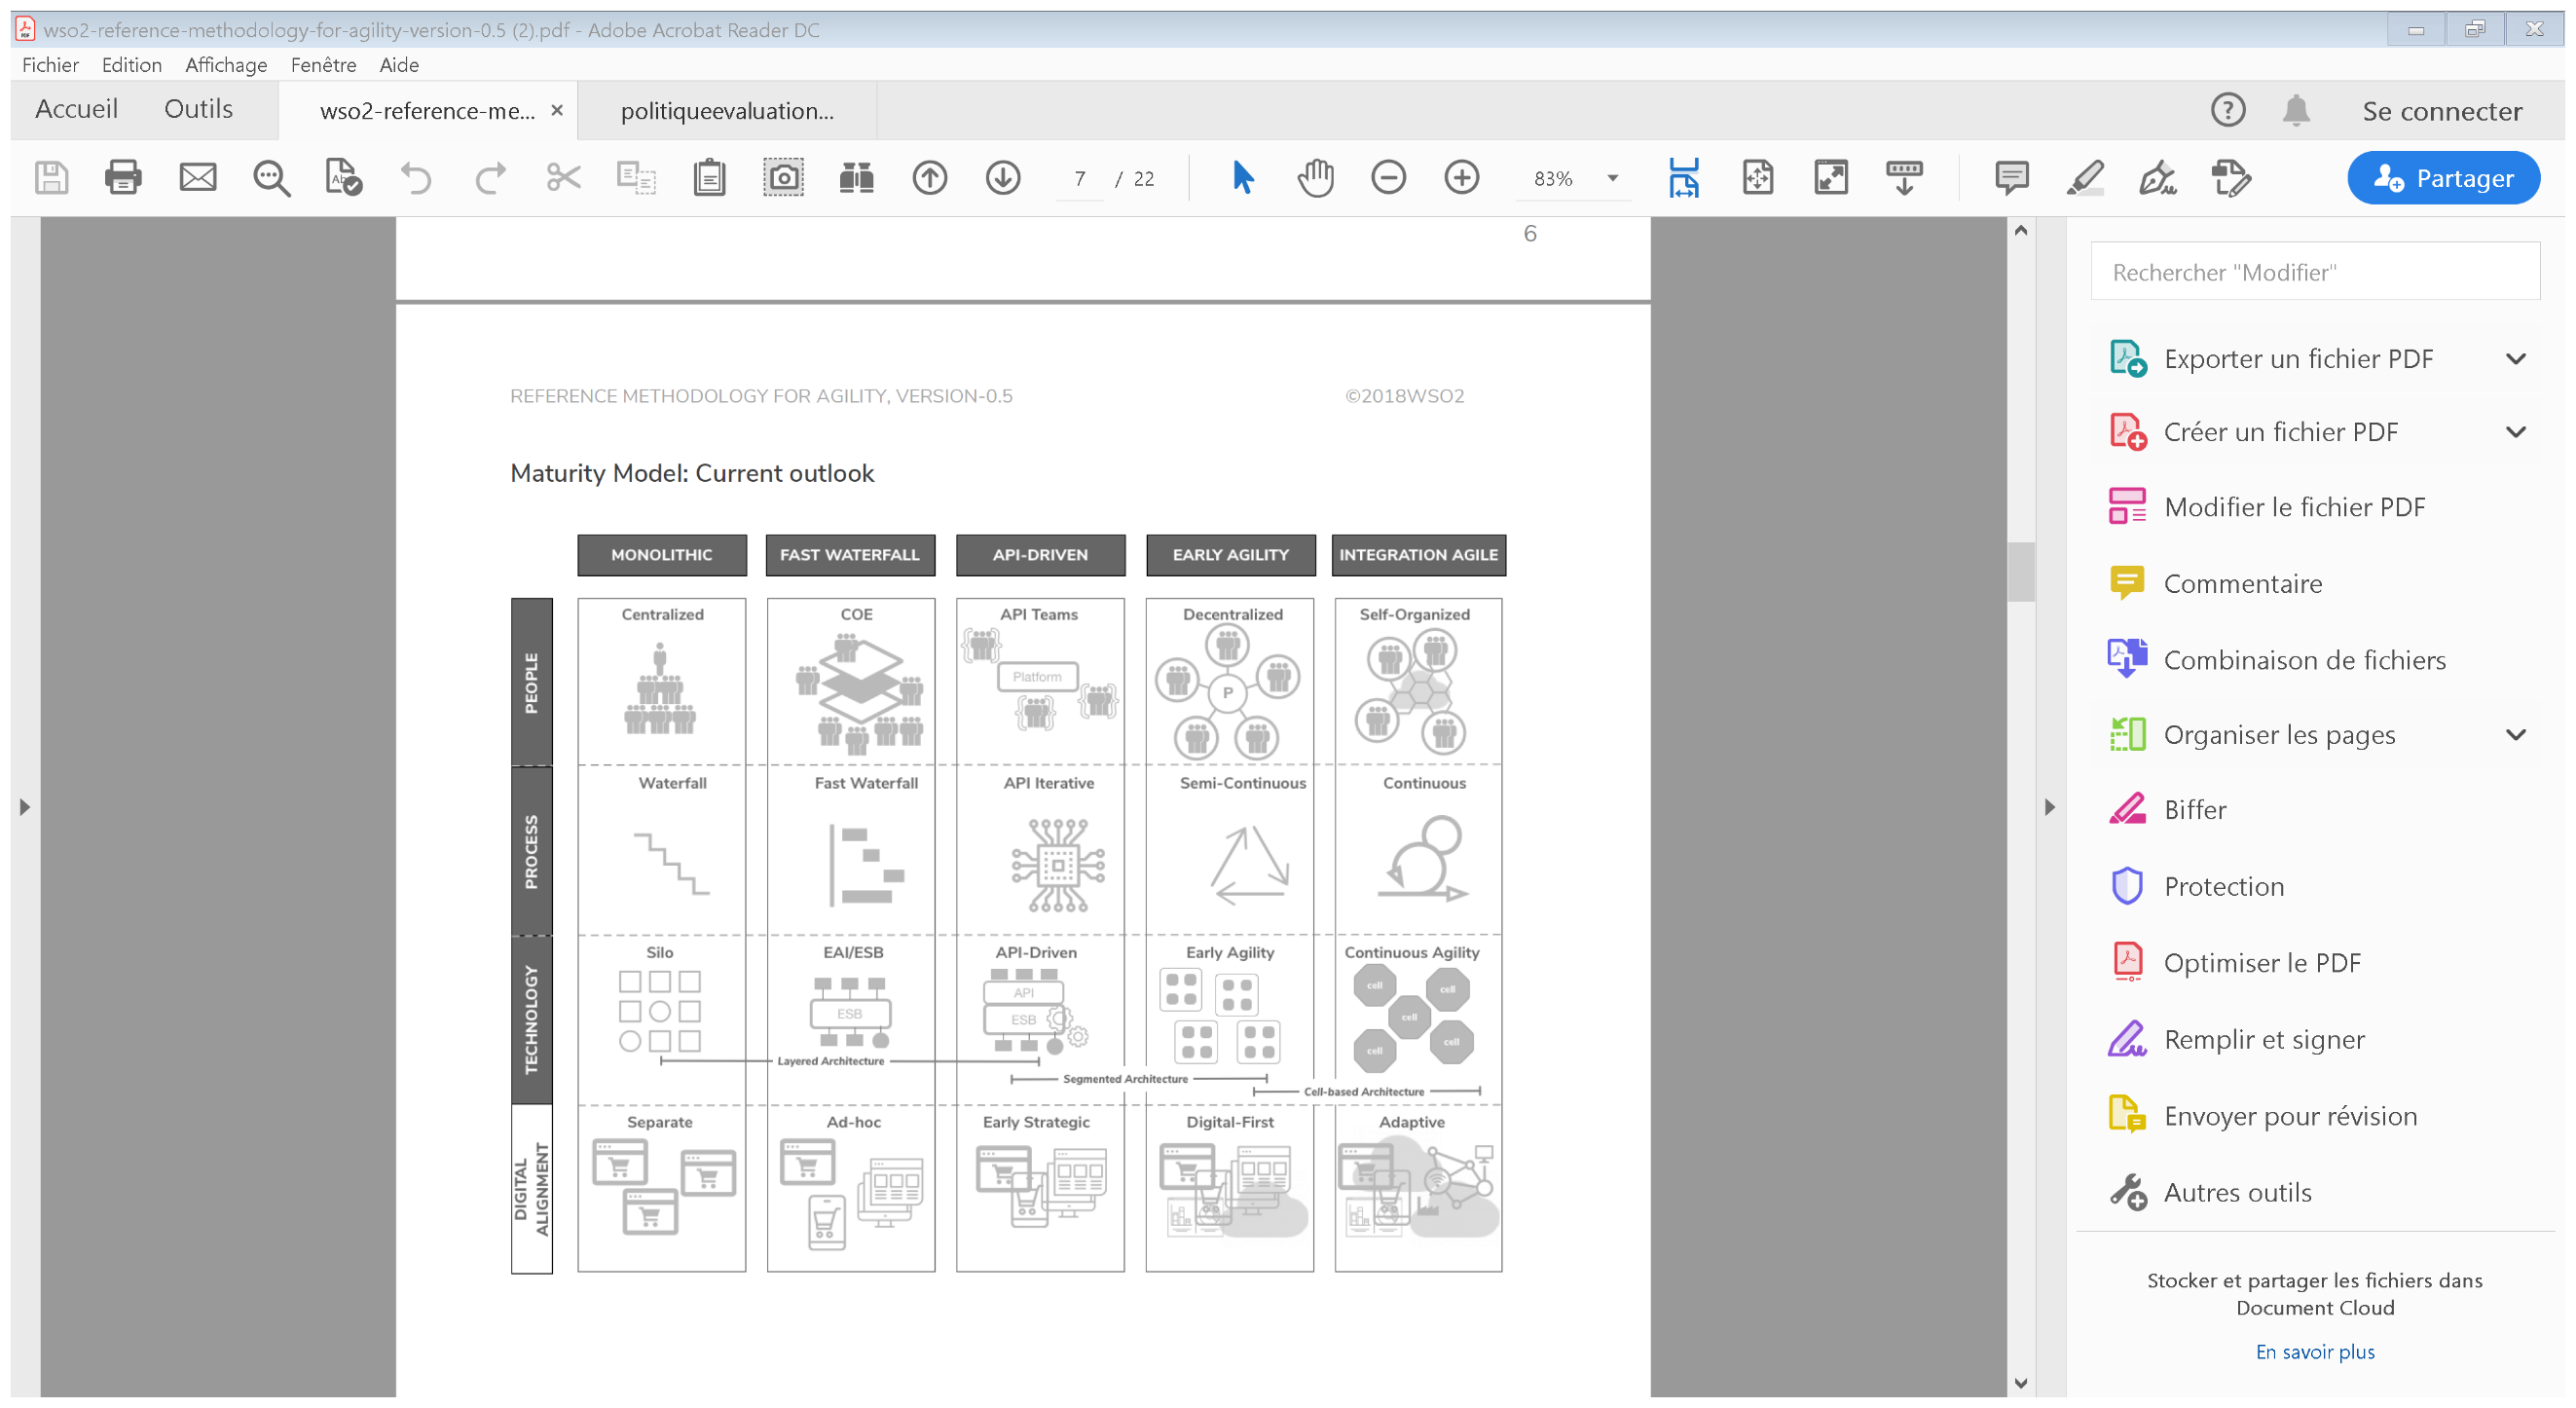 wso2-reference-methodology-for-agility-version-0.5 (2).pdf - Adobe Acrobat Reader DC
Fichier Edition Affichage Fenêtre Aide
Accueil Outils wso2-reference-me... × politiqueevaluation... Se connecter
7 / 22 83% Partager
6
REFERENCE METHODOLOGY FOR AGILITY, VERSION-0.5 ©2018WSO2
Maturity Model: Current outlook
MONOLITHIC FAST WATERFALL API-DRIVEN EARLY AGILITY INTEGRATION AGILE
PEOPLE
Centralized COE API Teams Decentralized Self-Organized
Platform
P
PROCESS
Waterfall Fast Waterfall API Iterative Semi-Continuous Continuous
TECHNOLOGY
Silo EAI/ESB API-Driven Early Agility Continuous Agility
ESB
API
ESB
cell
cell
cell
cell
cell
Layered Architecture
Segmented Architecture
Cell-based Architecture
DIGITAL
ALIGNMENT
Separate Ad-hoc Early Strategic Digital-First Adaptive
Rechercher "Modifier"
Exporter un fichier PDF
Créer un fichier PDF
Modifier le fichier PDF
Commentaire
Combinaison de fichiers
Organiser les pages
Biffer
Protection
Optimiser le PDF
Remplir et signer
Envoyer pour révision
Autres outils
Stocker et partager les fichiers dans
Document Cloud
En savoir plus